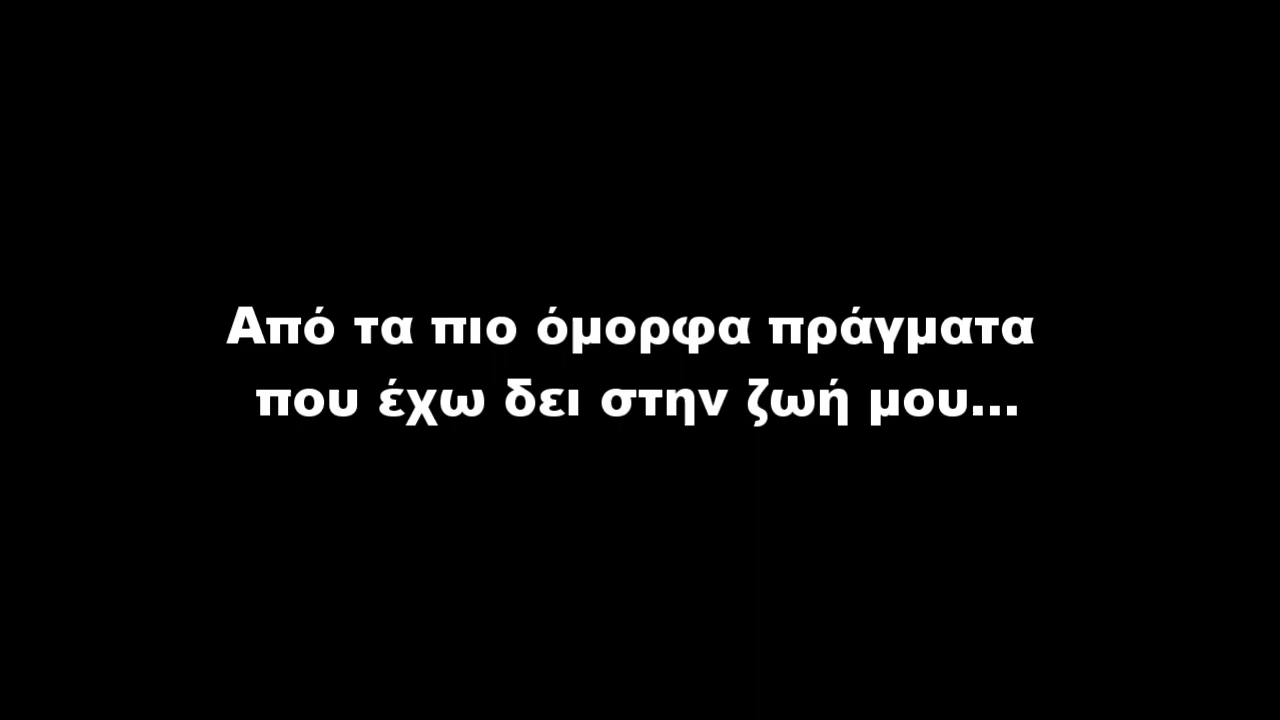 Από τα πιο όμορφα πράγματα
που έχω δει στην ζωή μου...